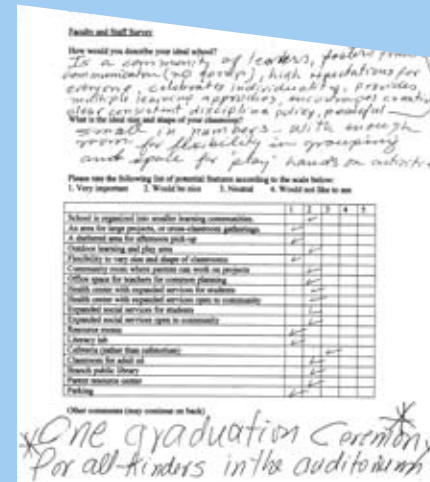 Faculty and Staff Survey
How would you describe your ideal school?
Is a community of leaders, fosters
communication (no gossip), high expectations for
everyone, celebrates individuality, provides
multiple learning approaches, encourages
clear consistent discipline policy, peaceful
What is the ideal size and shape of your classroom?
small in numbers - with enough
room for flexibility in grouping
and space for "play" hands on
Please rate the following list of potential features according to the scale below:
1. Very important 2. Would be nice 3. Neutral 4. Would not like to see
1 2 3 4 5
School is organized into smaller learning communities.
An area for large projects, or cross-classroom gatherings.
A sheltered area for afternoon pick-up
Outdoor learning and play area
Flexibility to vary size and shape of classrooms
Community room where parents can work on projects
Office space for teachers for common planning
Health center with expanded services for students
Health center with expanded services open to community
Expanded social services for students
Expanded social services open to community
Resource rooms
Literacy lab
Cafeteria (rather than cafetorium)
Classroom for adult ed
Branch public library
Parent resource center
Parking
Other comments (may continue on back)
*One graduation Ceremony*
for all kinders in the auditorium